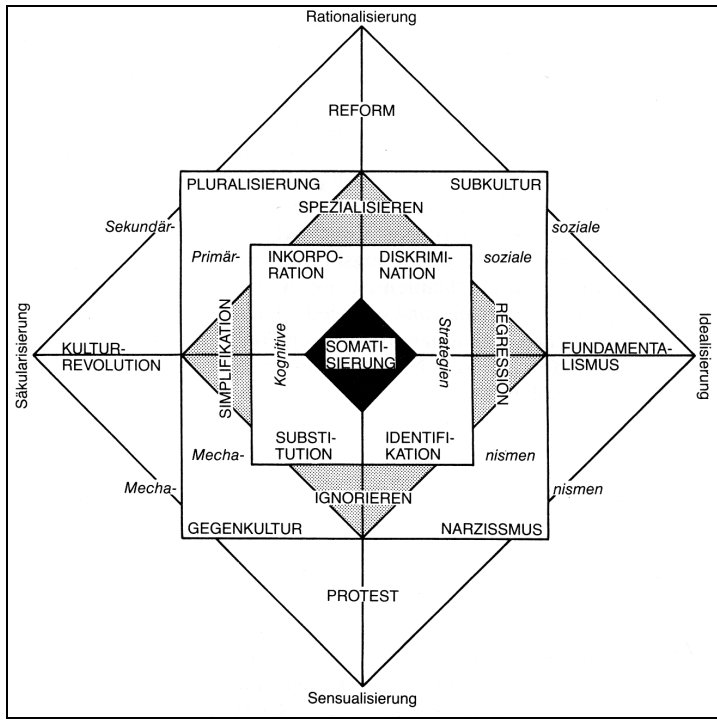 Rationalisierung
REFORM
PLURALISIERUNG
SUBKULTUR
SPEZIALISIEREN
Sekundär-
soziale
Primär-
INKORPO-
RATION
DISKRIMI-
NATION
soziale
Säkularisierung
KULTUR-
REVOLUTION
SIMPLIFIKATION
Kognitive
SOMATI-
SIERUNG
Strategien
REGRESSION
FUNDAMENTA-
LISMUS
Idealisierung
SUBSTI-
TUTION
IDENTIFI-
KATION
Mecha-
nismen
Mecha-
nismen
IGNORIEREN
GEGENKULTUR
NARZISSMUS
PROTEST
Sensualisierung